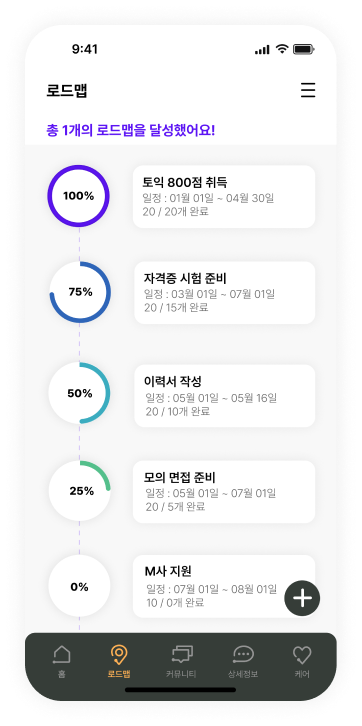 9:41
로드맵
총 1개의 로드맵을 달성했어요!
100%
토익 800점 취득
일정 : 01월 01일 ~ 04월 30일
20 / 20개 완료
75%
자격증 시험 준비
일정 : 03월 01일 ~ 07월 01일
20 / 15개 완료
50%
이력서 작성
일정 : 05월 01일 ~ 05월 16일
20 / 10개 완료
25%
모의 면접 준비
일정 : 05월 01일 ~ 07월 01일
20 / 5개 완료
0%
M사 지원
일정 : 07월 01일 ~ 08월 01일
10 / 0개 완료
홈 로드맵 커뮤니티 상세정보 케어